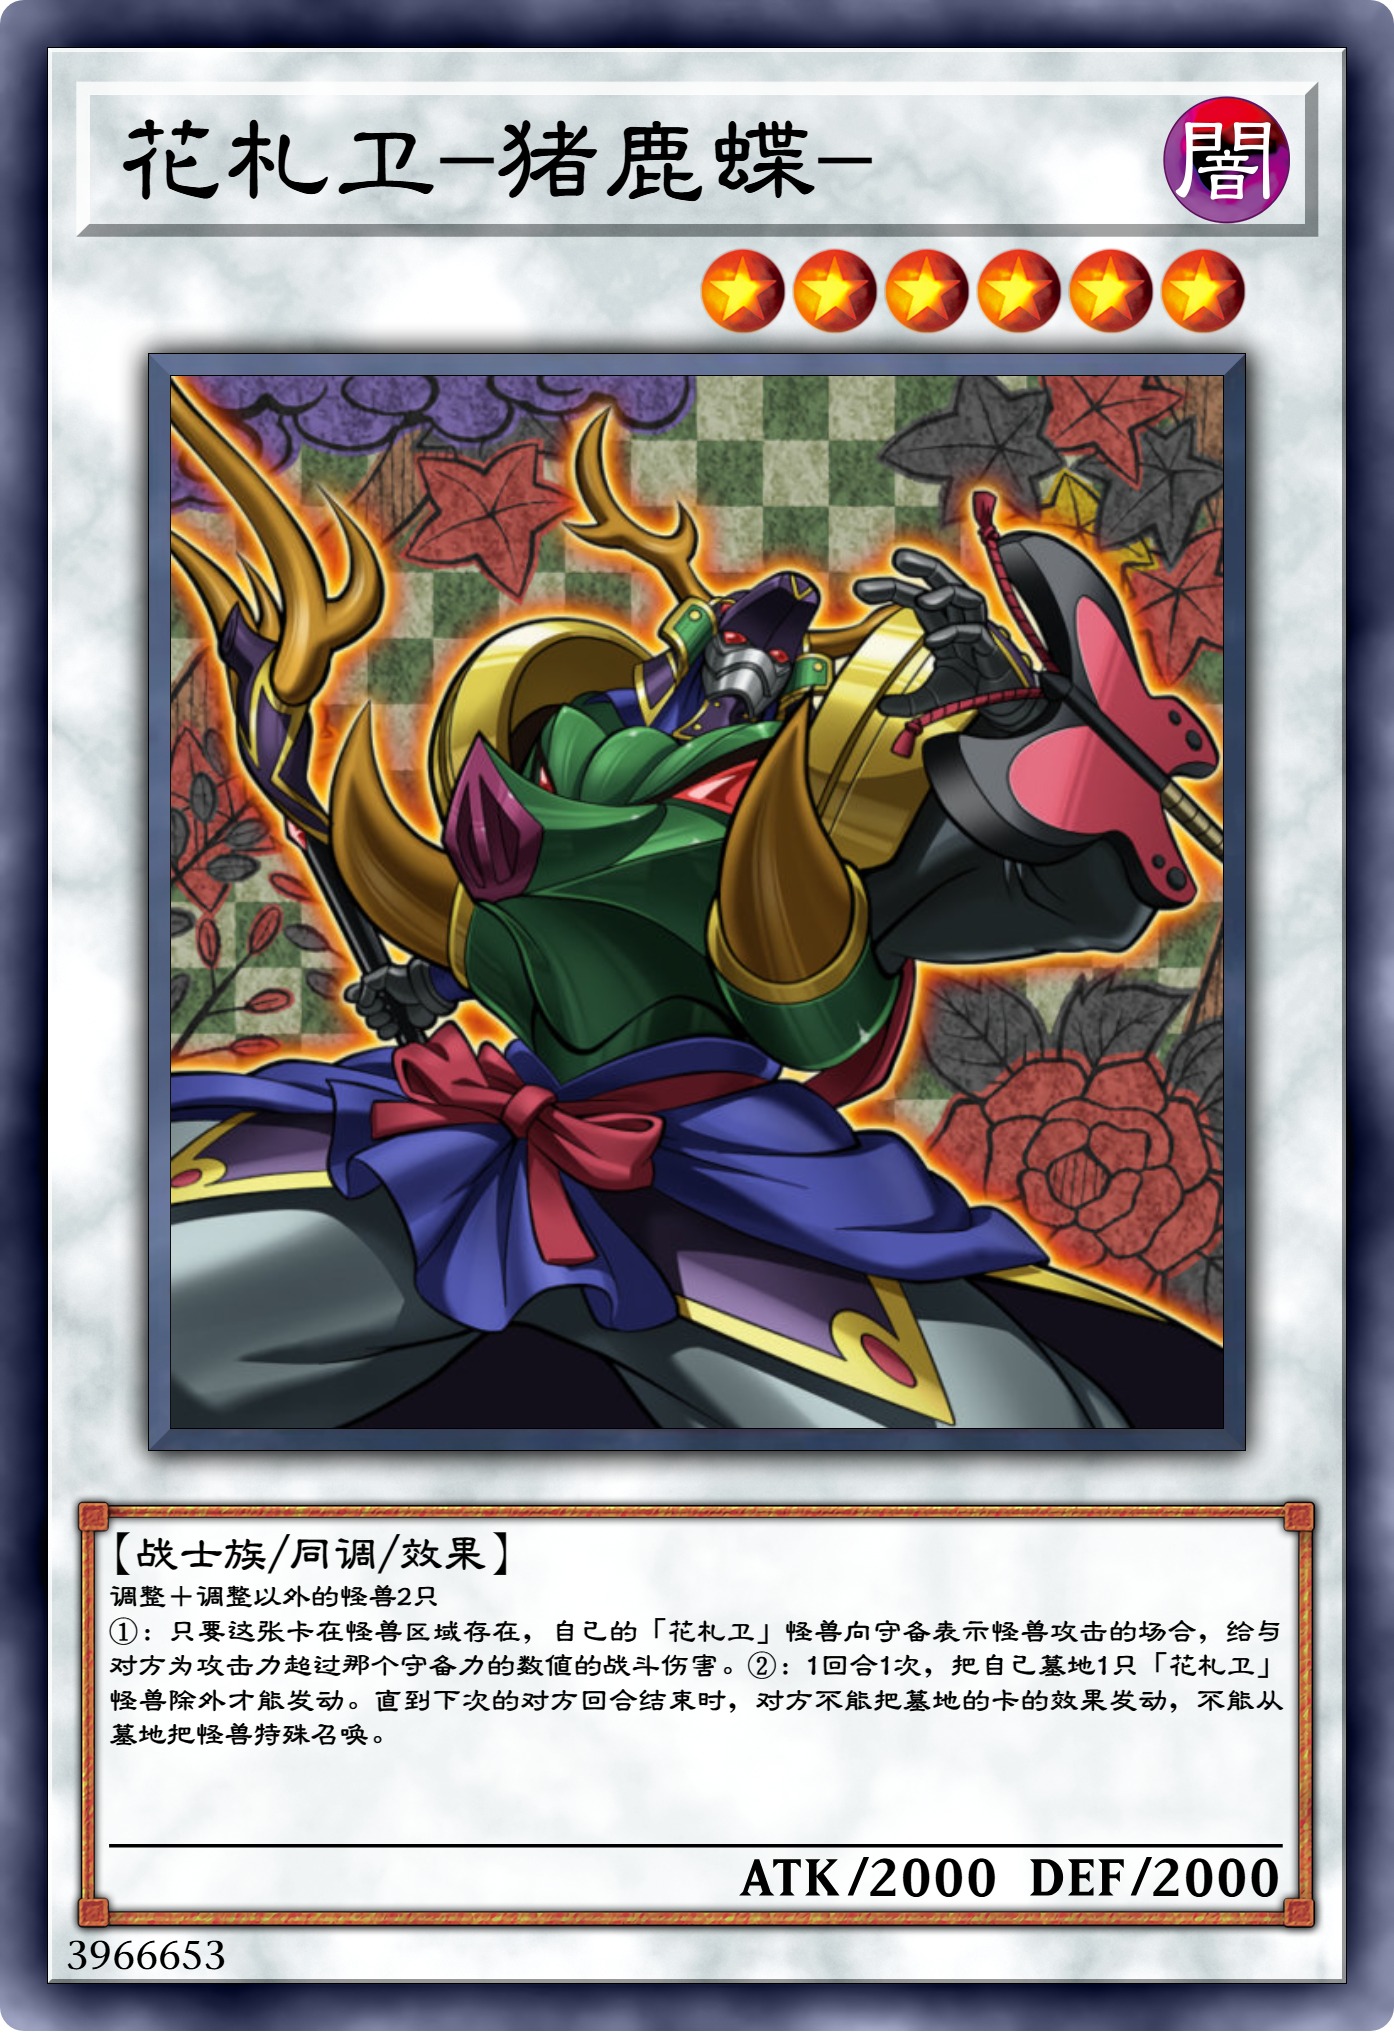 花札卫-猪鹿蝶-
闇
【战士族/同调/效果】
调整＋调整以外的怪兽2只
①：只要这张卡在怪兽区域存在，自己的「花札卫」怪兽向守备表示怪兽攻击的场合，给与
对方为攻击力超过那个守备力的数值的战斗伤害。②：1回合1次，把自己墓地1只「花札卫」
怪兽除外才能发动。直到下次的对方回合结束时，对方不能把墓地的卡的效果发动，不能从
墓地把怪兽特殊召唤。
ATK/2000 DEF/2000
3966653